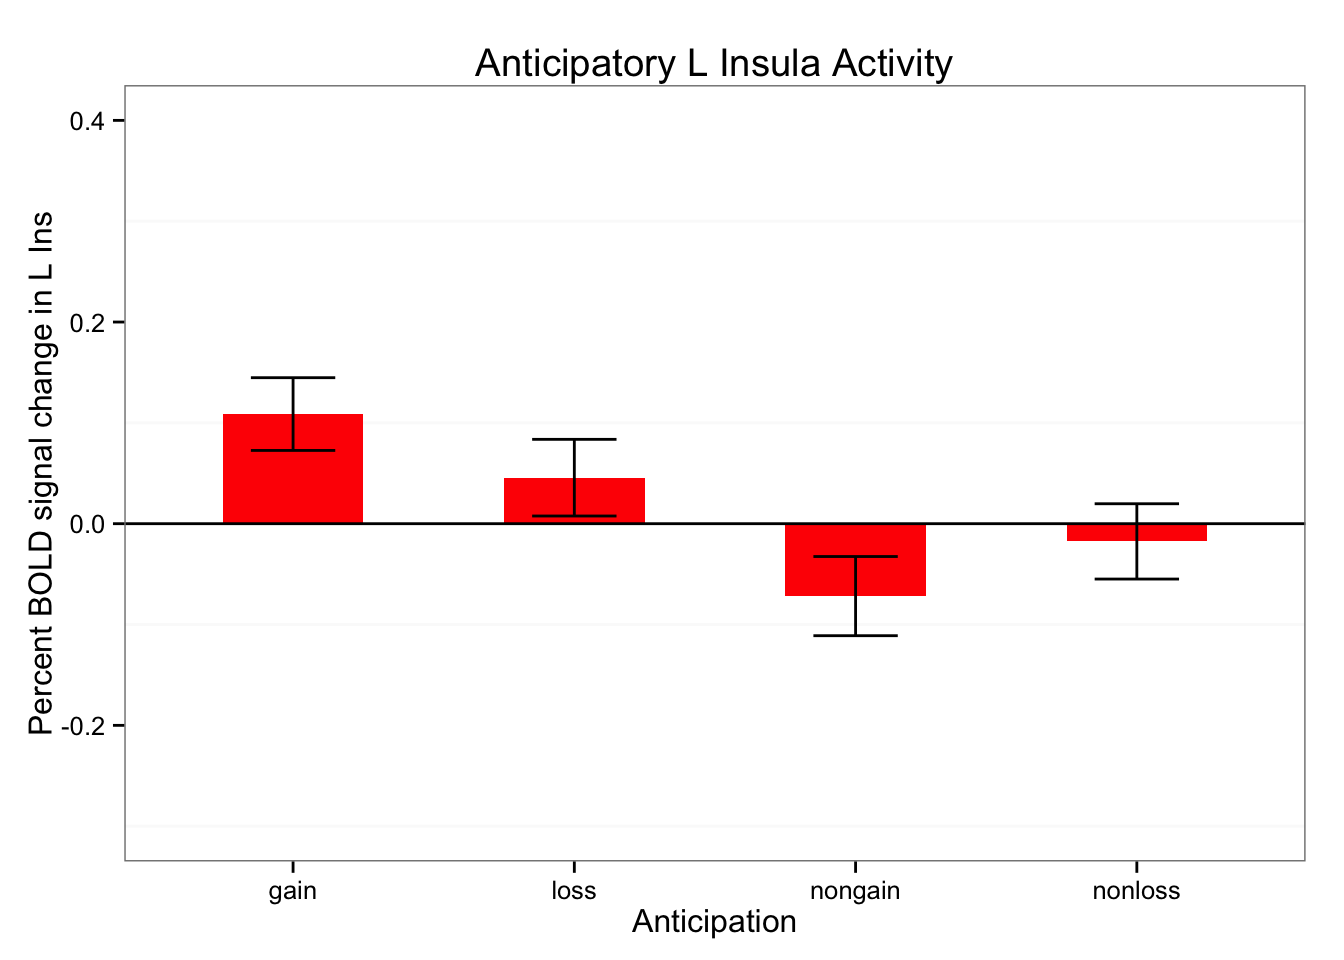 Anticipatory L Insula Activity
Percent BOLD signal change in L Ins
0.4
0.2
0.0
-0.2
gain loss nongain nonloss
Anticipation